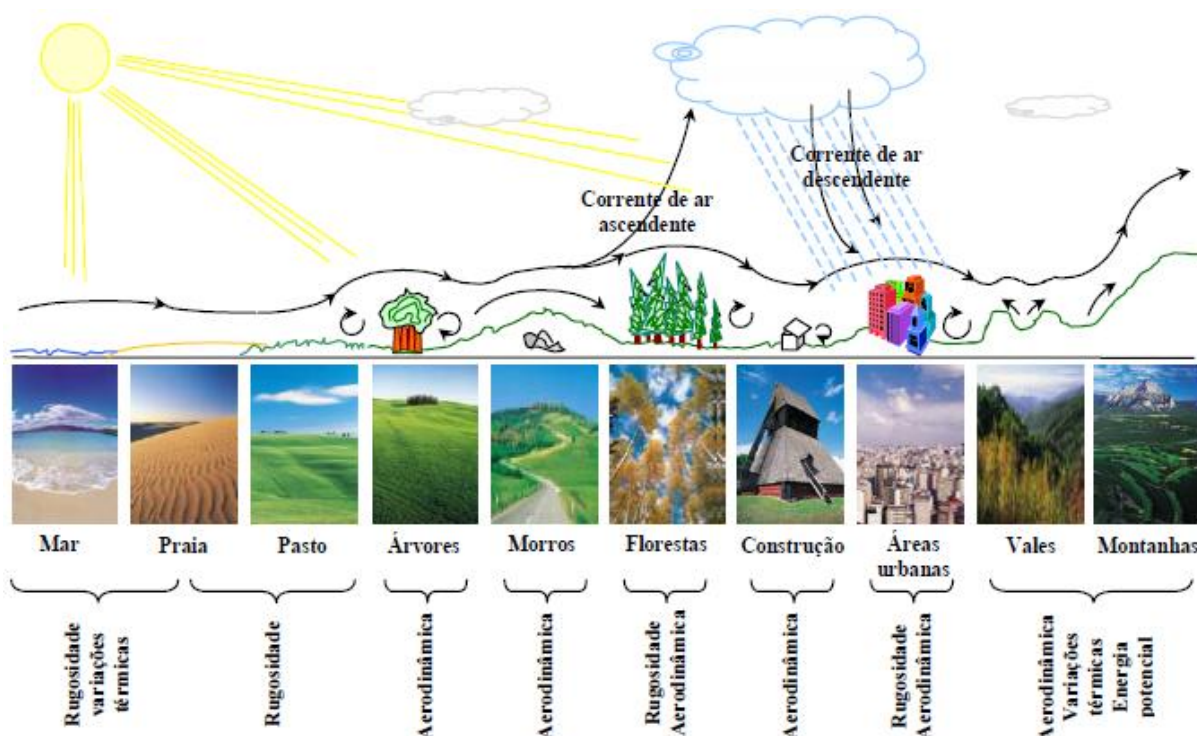 Corrente de ar
descendente
Corrente de ar
ascendente
Mar
Praia
Pasto
Árvores
Morros
Florestas
Construção
Áreas
urbanas
Vales
Montanhas
Rugosidade
variações
térmicas
Rugosidade
Aerodinâmica
Aerodinâmica
Rugosidade
Aerodinâmica
Aerodinâmica
Rugosidade
Aerodinâmica
Aerodinâmica
Variações
térmicas
Energia
potencial